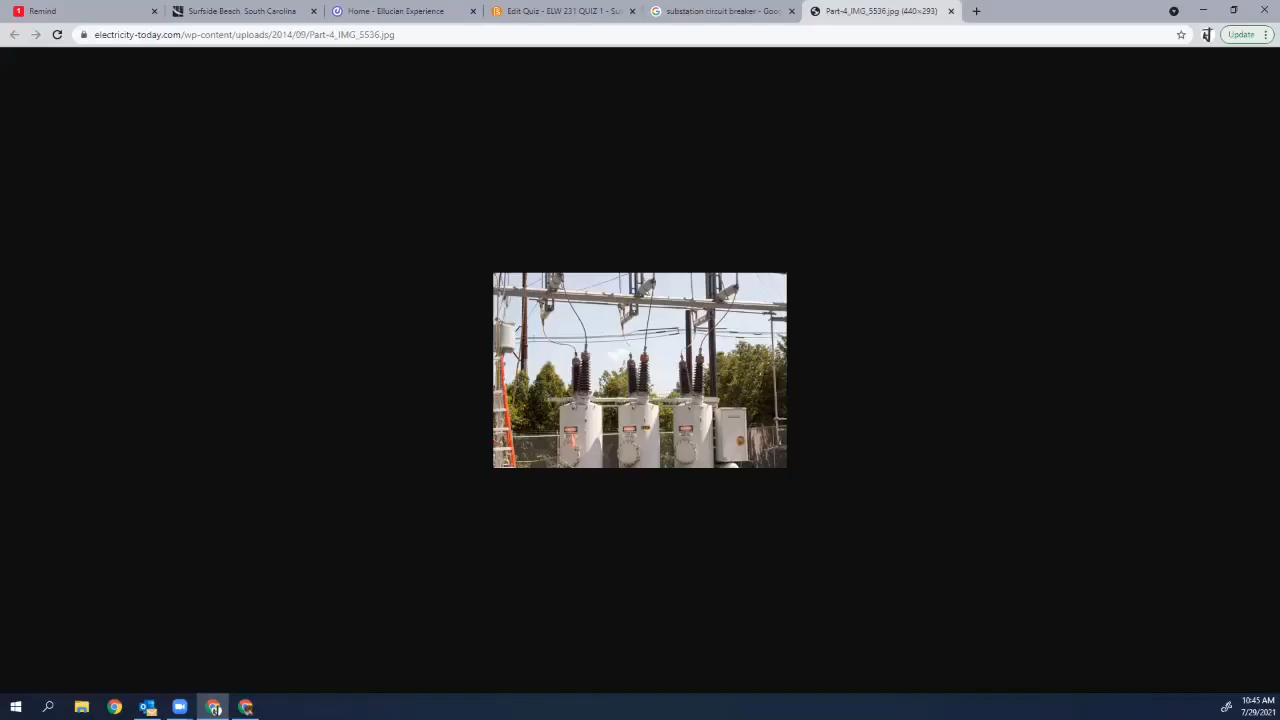 Remind
Surfside Beach, South Carolina
Home - Ellucian Experience
Edit Quiz - ELW 231 QUIZ 1 - Su
substation circuit breaker - Goo
Part-4_IMG_5536.jpg (440×293)
electricity-today.com/wp-content/uploads/2014/09/Part-4_IMG_5536.jpg
Update
10:45 AM
7/29/2021